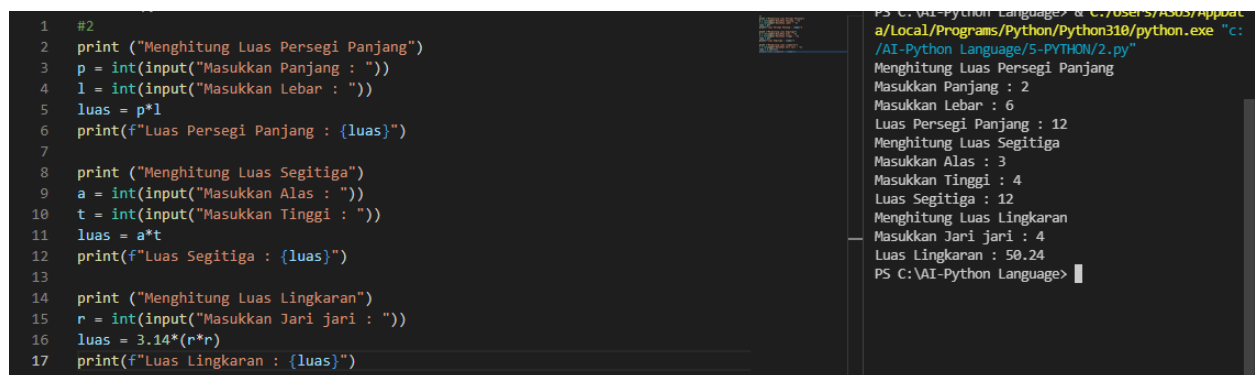 1 #2
2 print ("Menghitung Luas Persegi Panjang")
3 p = int(input("Masukkan Panjang : "))
4 l = int(input("Masukkan Lebar : "))
5 luas = p*l
6 print(f"Luas Persegi Panjang : {luas}")
7
8 print ("Menghitung Luas Segitiga")
9 a = int(input("Masukkan Alas : "))
10 t = int(input("Masukkan Tinggi : "))
11 luas = a*t
12 print(f"Luas Segitiga : {luas}")
13
14 print ("Menghitung Luas Lingkaran")
15 r = int(input("Masukkan Jari jari : "))
16 luas = 3.14*(r*r)
17 print(f"Luas Lingkaran : {luas}")
PS C:\AI-Python Language> & C:/Users/ASUS/AppDat
a/Local/Programs/Python/Python310/python.exe "c:
/AI-Python Language/5-PYTHON/2.py"
Menghitung Luas Persegi Panjang
Masukkan Panjang : 2
Masukkan Lebar : 6
Luas Persegi Panjang : 12
Menghitung Luas Segitiga
Masukkan Alas : 3
Masukkan Tinggi : 4
Luas Segitiga : 12
Menghitung Luas Lingkaran
Masukkan Jari jari : 4
Luas Lingkaran : 50.24
PS C:\AI-Python Language>